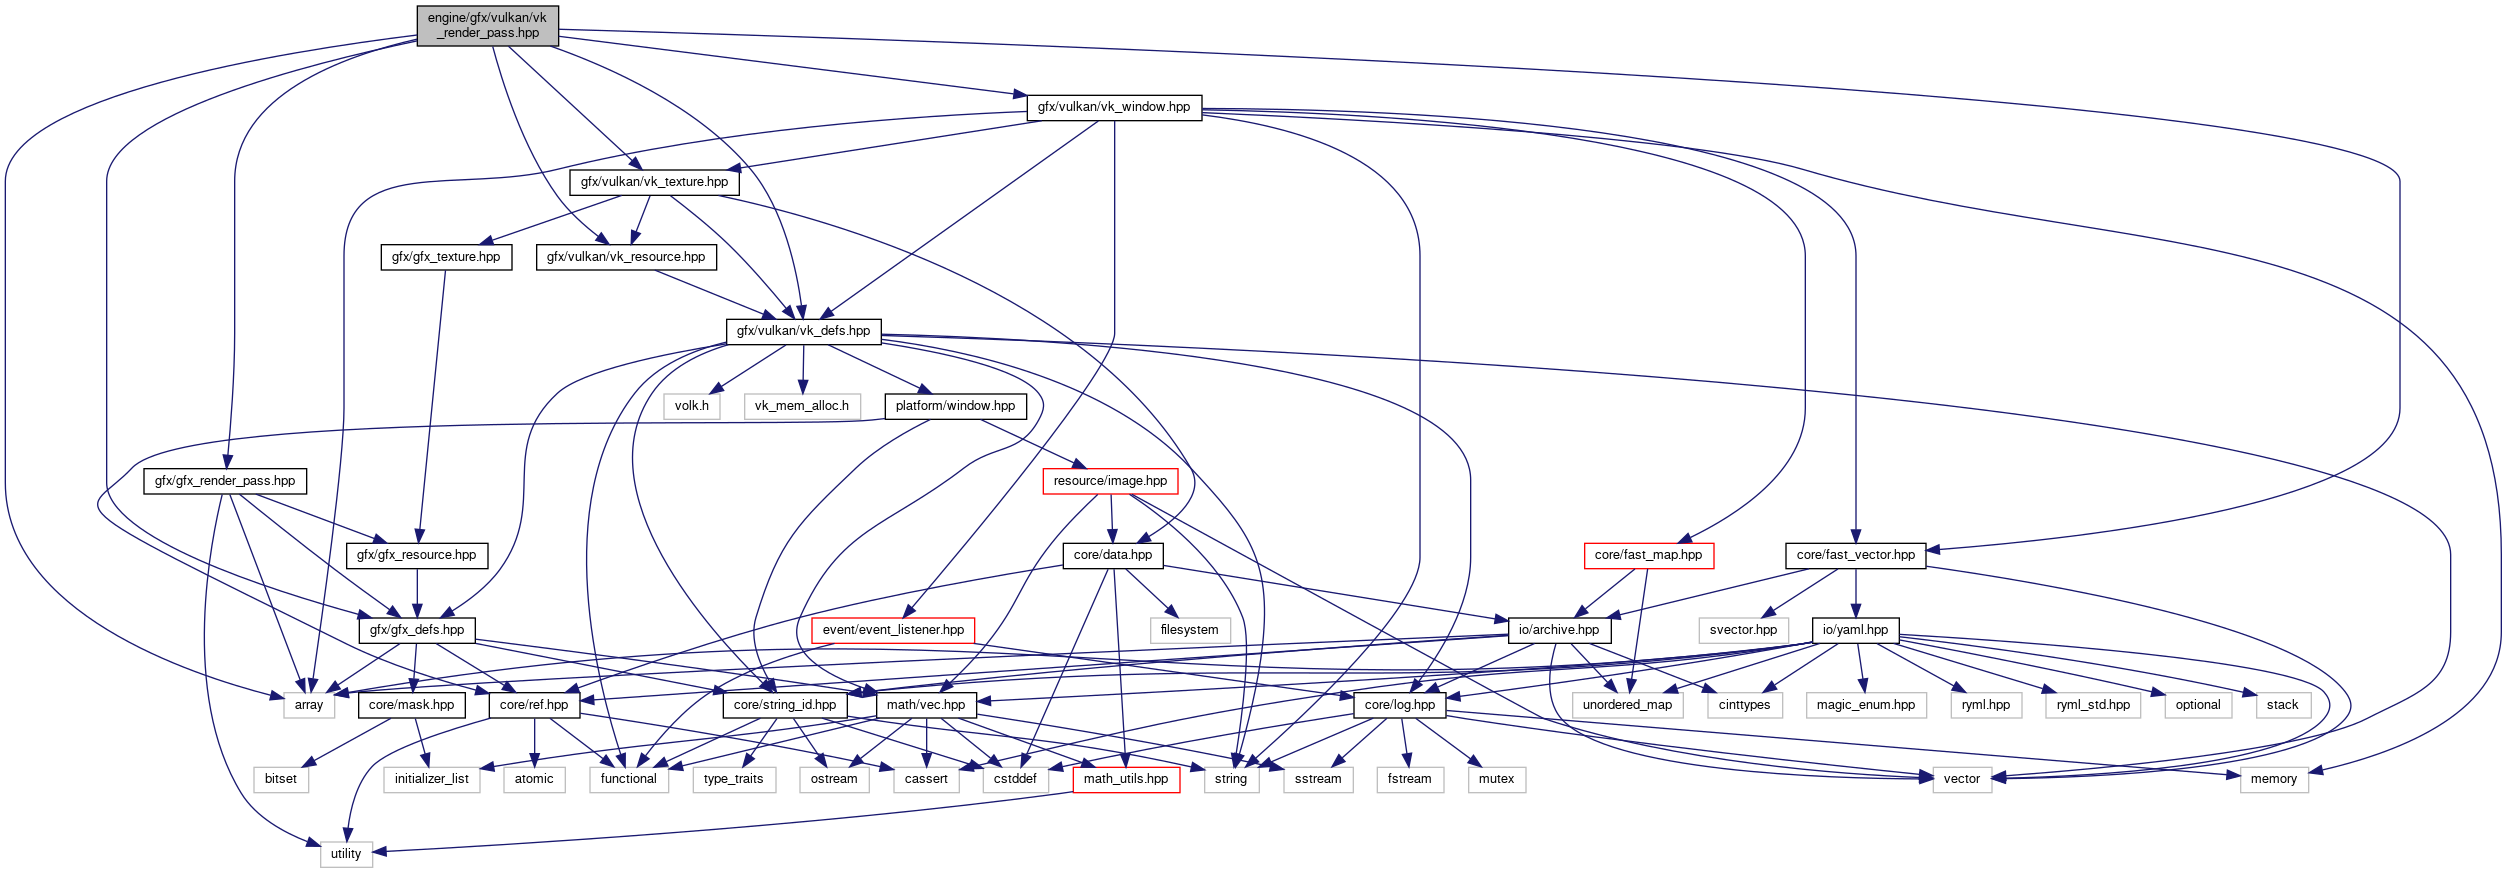 engine/gfx/vulkan/vk
_render_pass.hpp
gfx/vulkan/vk_window.hpp
gfx/vulkan/vk_texture.hpp
gfx/gfx_texture.hpp
gfx/vulkan/vk_resource.hpp
gfx/vulkan/vk_defs.hpp
volk.h
vk_mem_alloc.h
platform/window.hpp
gfx/gfx_render_pass.hpp
resource/image.hpp
gfx/gfx_resource.hpp
core/data.hpp
core/fast_map.hpp
core/fast_vector.hpp
gfx/gfx_defs.hpp
event/event_listener.hpp
filesystem
io/archive.hpp
svector.hpp
io/yaml.hpp
array
core/mask.hpp
core/ref.hpp
core/string_id.hpp
math/vec.hpp
core/log.hpp
unordered_map
cinttypes
magic_enum.hpp
ryml.hpp
ryml_std.hpp
optional
stack
bitset
initializer_list
atomic
functional
type_traits
ostream
cassert
cstddef
math_utils.hpp
string
sstream
fstream
mutex
vector
memory
utility